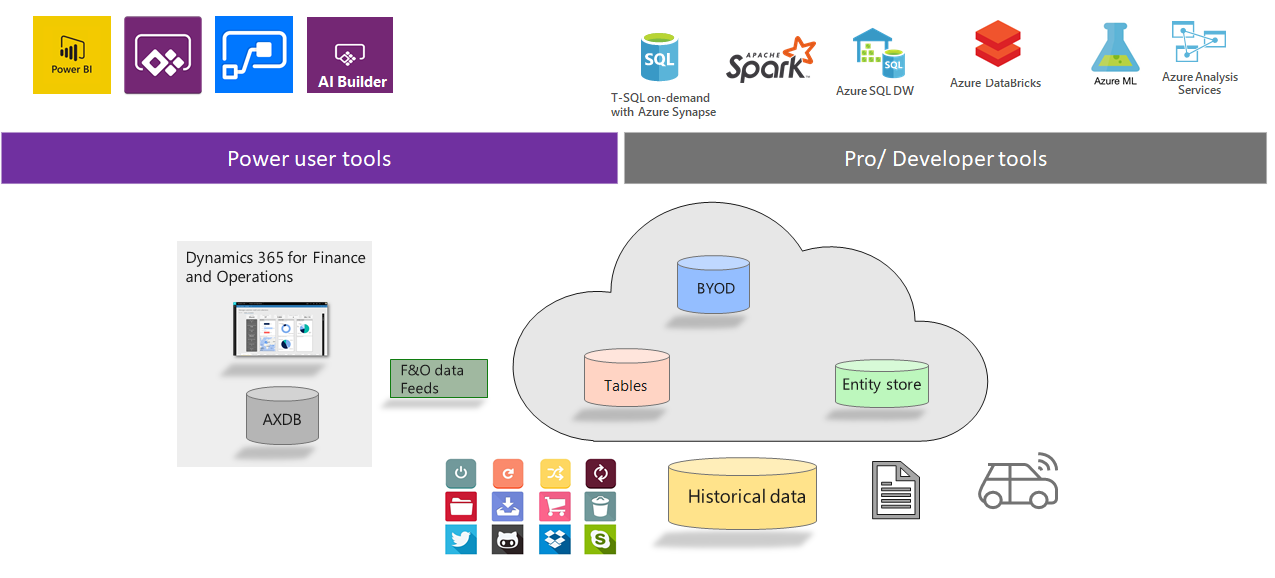 Power BI
AI Builder
SQL
T-SQL on-demand
with Azure Synapse
APACHE
Spark™
SQL
Azure SQL DW
Azure DataBricks
Azure ML
Azure Analysis
Services
Power user tools
Pro/ Developer tools
Dynamics 365 for Finance
and Operations
AXDB
F&O data
Feeds
BYOD
Tables
Entity store
Historical data